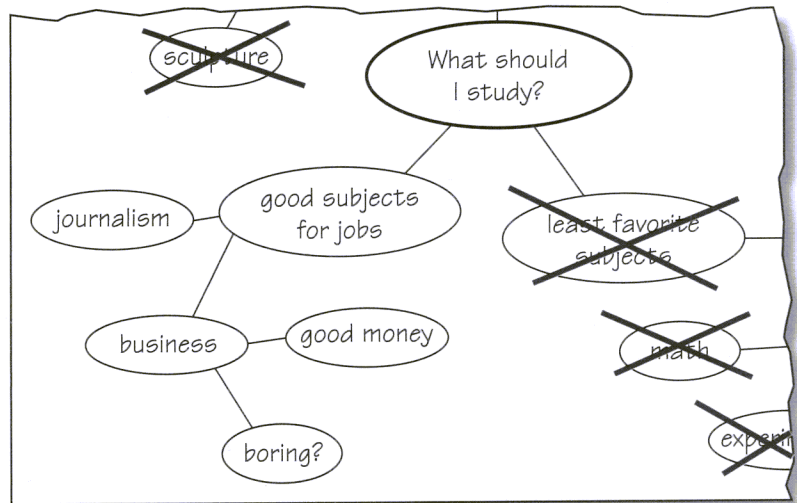 sculpture
What should
I study?
good subjects
for jobs
journalism
least favorite
subjects
business
good money
math
boring?